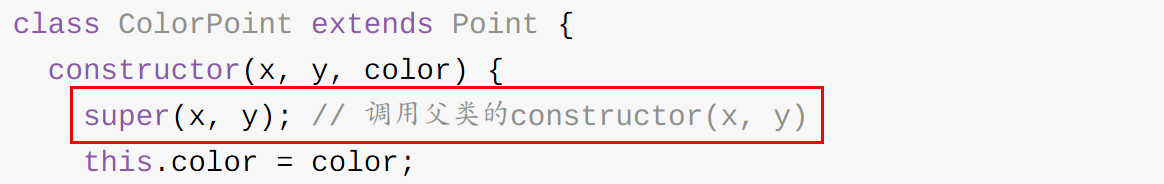 class ColorPoint extends Point {
constructor(x, y, color) {
super(x, y); // 调用父类的constructor(x, y)
this.color = color;